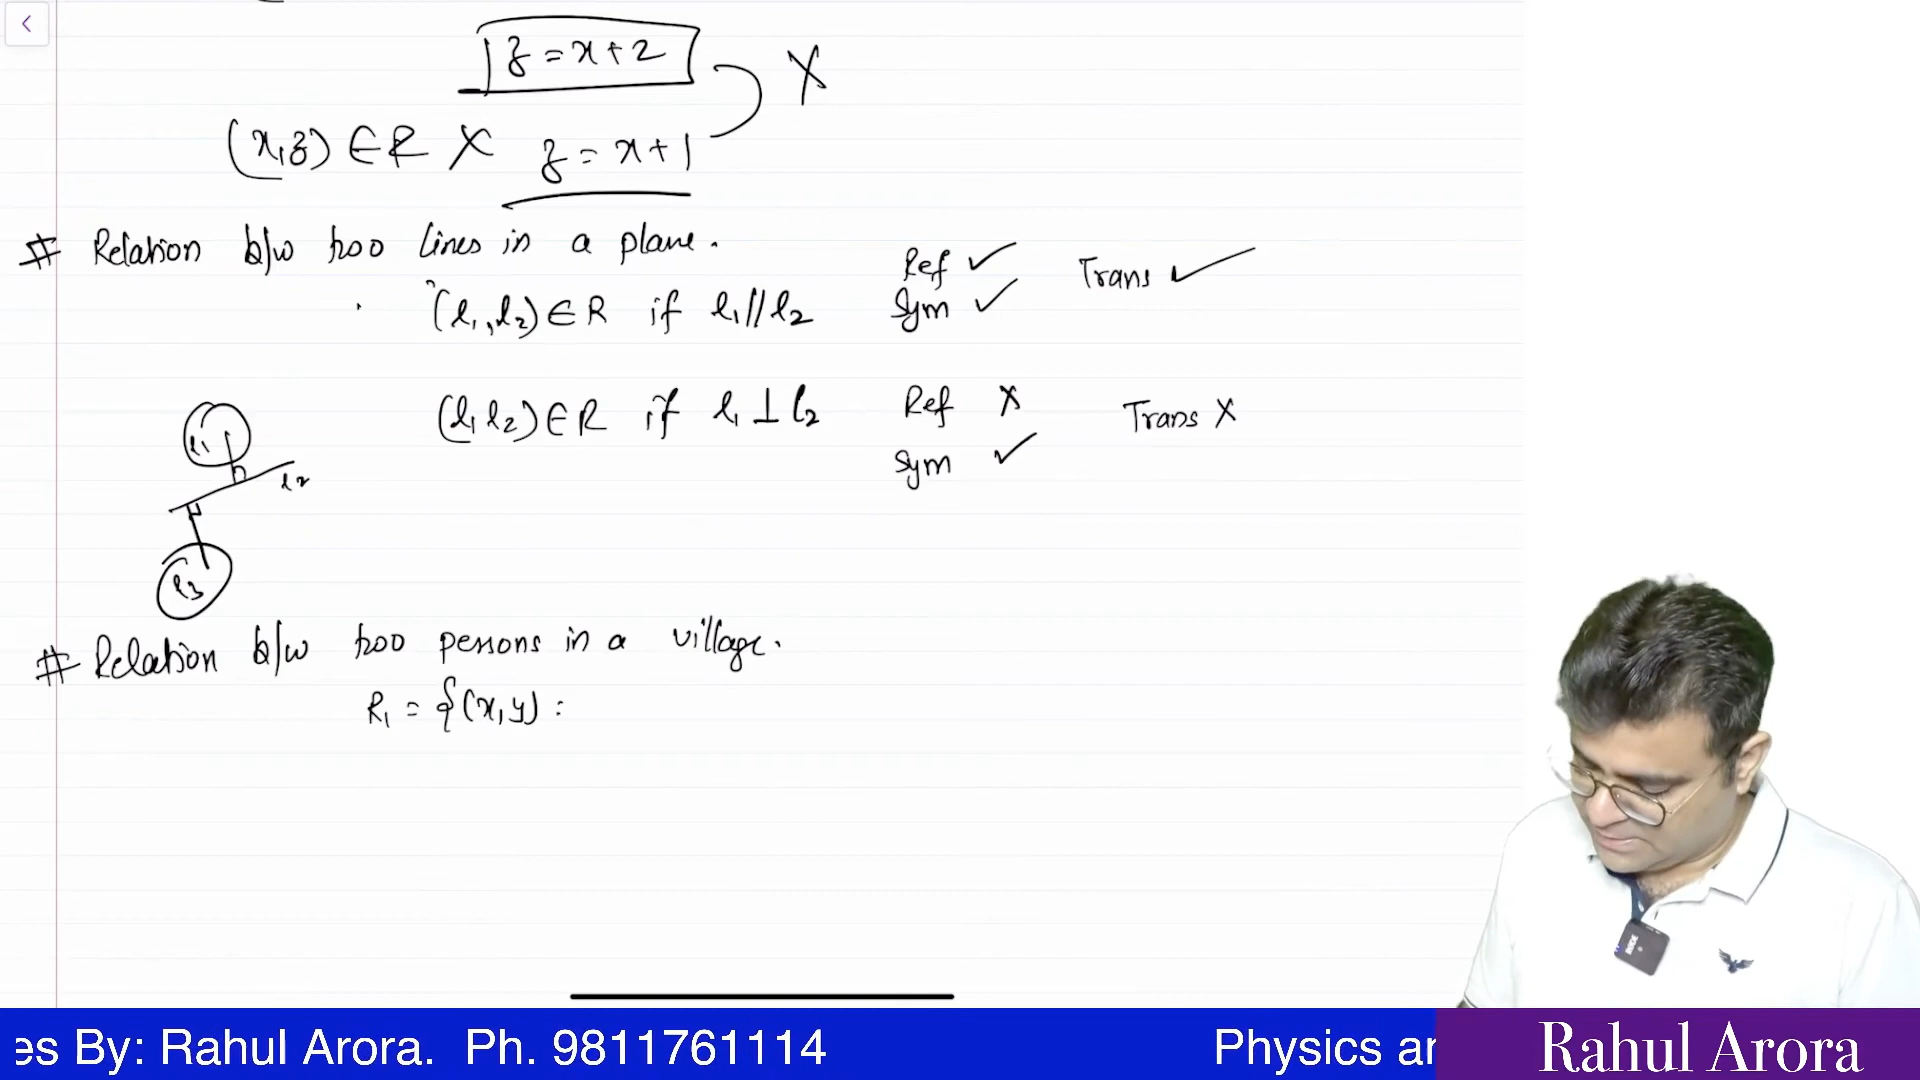 z = x + 2
X
(x, z) ∈ R X z = x + 1
# Relation b/w two lines in a plane.
(l₁, l₂) ∈ R if l₁ // l₂
Ref ✓
Sym ✓
Trans ✓
(l₁ l₂) ∈ R if l₁ ⊥ l₂
Ref X
Sym ✓
Trans X
l₁
l₂
l₃
# Relation b/w two persons in a village.
R₁ = {(x, y) :
es By: Rahul Arora. Ph. 9811761114
Physics ar
Rahul Arora